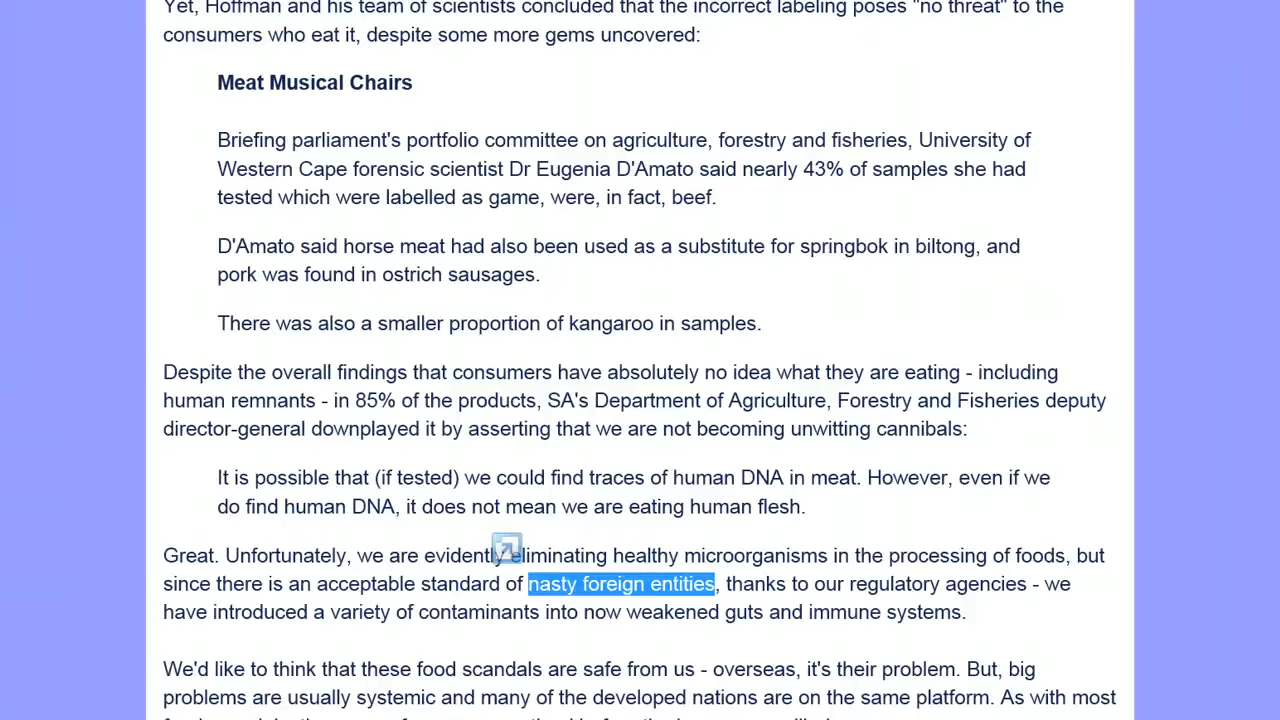 Yet, Hoffman and his team of scientists concluded that the incorrect labeling poses "no threat" to the
consumers who eat it, despite some more gems uncovered:
Meat Musical Chairs
Briefing parliament's portfolio committee on agriculture, forestry and fisheries, University of
Western Cape forensic scientist Dr Eugenia D'Amato said nearly 43% of samples she had
tested which were labelled as game, were, in fact, beef.
D'Amato said horse meat had also been used as a substitute for springbok in biltong, and
pork was found in ostrich sausages.
There was also a smaller proportion of kangaroo in samples.
Despite the overall findings that consumers have absolutely no idea what they are eating - including
human remnants - in 85% of the products, SA's Department of Agriculture, Forestry and Fisheries deputy
director-general downplayed it by asserting that we are not becoming unwitting cannibals:
It is possible that (if tested) we could find traces of human DNA in meat. However, even if we
do find human DNA, it does not mean we are eating human flesh.
Great. Unfortunately, we are evidently eliminating healthy microorganisms in the processing of foods, but
since there is an acceptable standard of nasty foreign entities, thanks to our regulatory agencies - we
have introduced a variety of contaminants into now weakened guts and immune systems.
We'd like to think that these food scandals are safe from us - overseas, it's their problem. But, big
problems are usually systemic and many of the developed nations are on the same platform. As with most